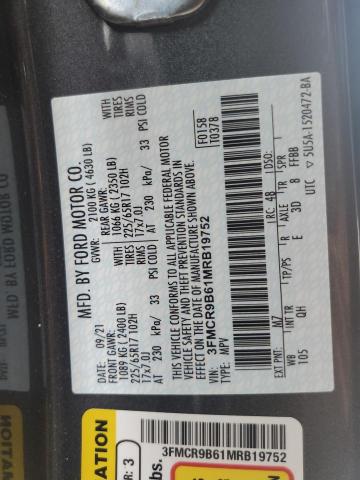 MFD. BY FORD MOTOR CO.
DATE: 09/21
GVWR: 2100 KG ( 4630 LB)
FRONT GAWR:
1089 KG ( 2400 LB)
225/65R17 102H
17x7.0J
AT 230 kPa/ 33 PSI COLD
REAR GAWR:
1066 KG ( 2350 LB)
225/65R17 102H
17x7.0J
AT 230 kPa/ 33 PSI COLD
WITH
TIRES
RIMS
WITH
TIRES
RIMS
THIS VEHICLE CONFORMS TO ALL APPLICABLE FEDERAL MOTOR
VEHICLE SAFETY AND THEFT PREVENTION STANDARDS IN
EFFECT ON THE DATE OF MANUFACTURE SHOWN ABOVE.
VIN: 3FMCR9B61MRB19752
TYPE: MPV
F0158
T0378
EXT PNT: M7 RC: 4B DSO:
WB INT TR TP/PS R AXLE TR SPR
105 QH E 3D 8 FFBB
UTC ▽ 5U5A-1520472-BA
3FMCR9B61MRB19752
R: 3
bs.